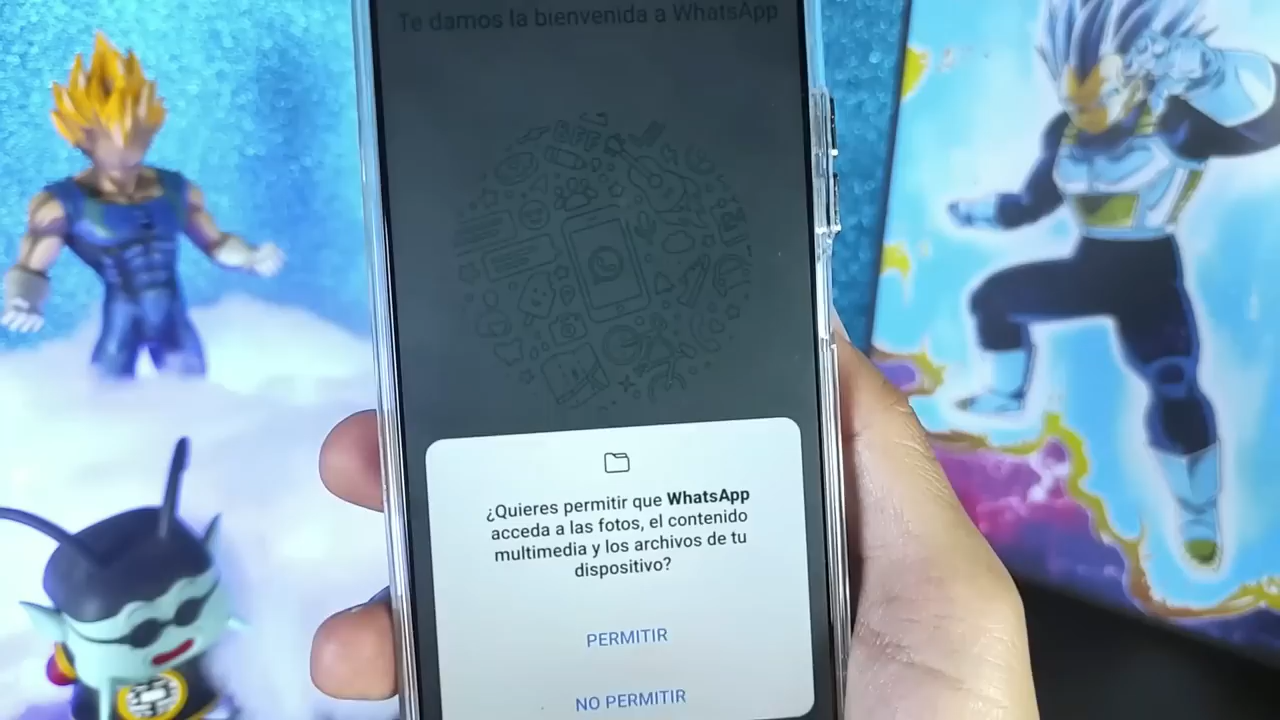 Te damos la bienvenida a WhatsApp
¿Quieres permitir que WhatsApp
acceda a las fotos, el contenido
multimedia y los archivos de tu
dispositivo?
PERMITIR
NO PERMITIR